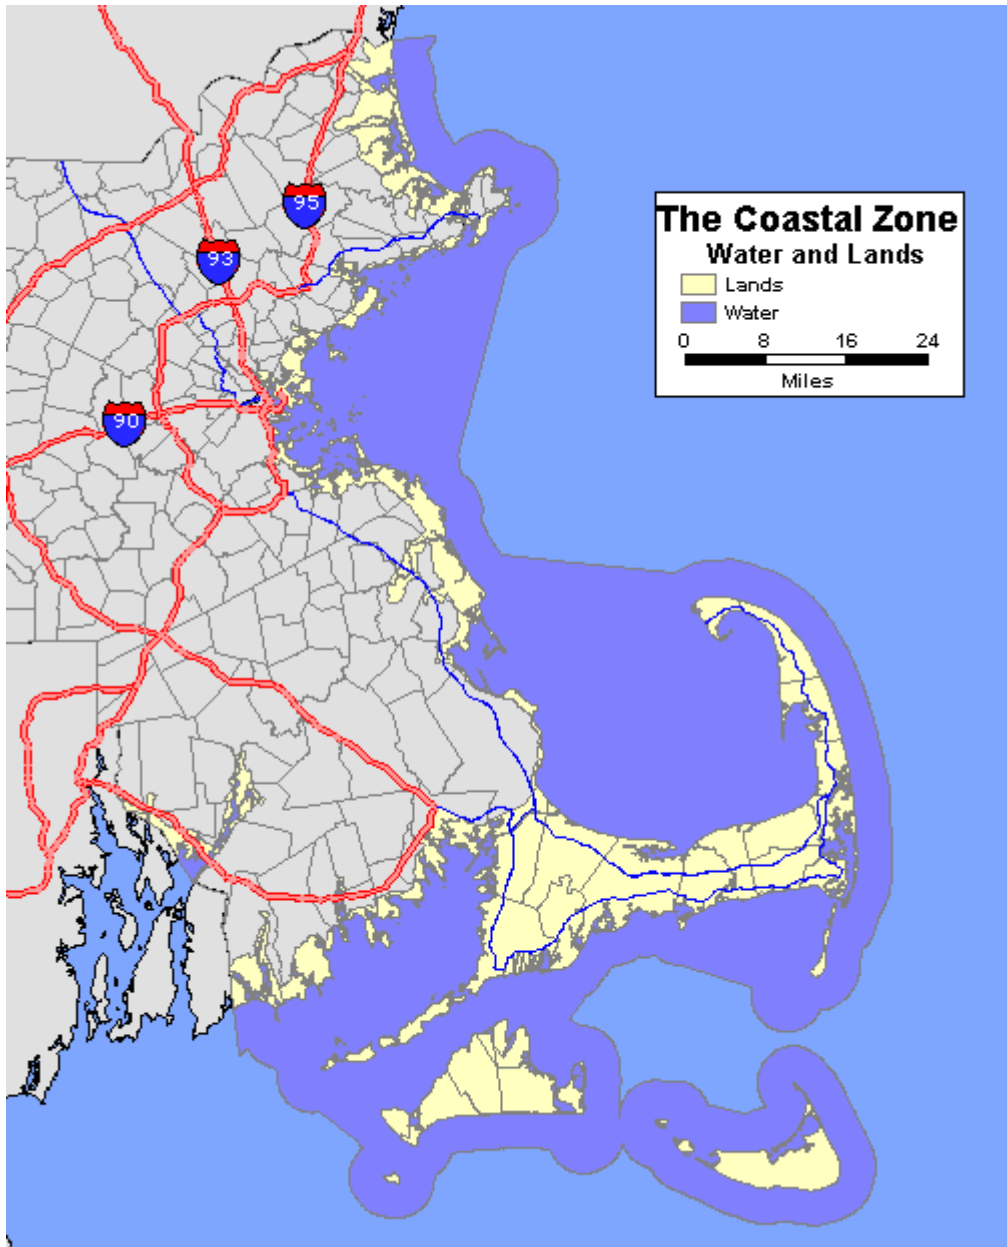 95
93
90
The Coastal Zone
Water and Lands
Lands
Water
0 8 16 24
Miles